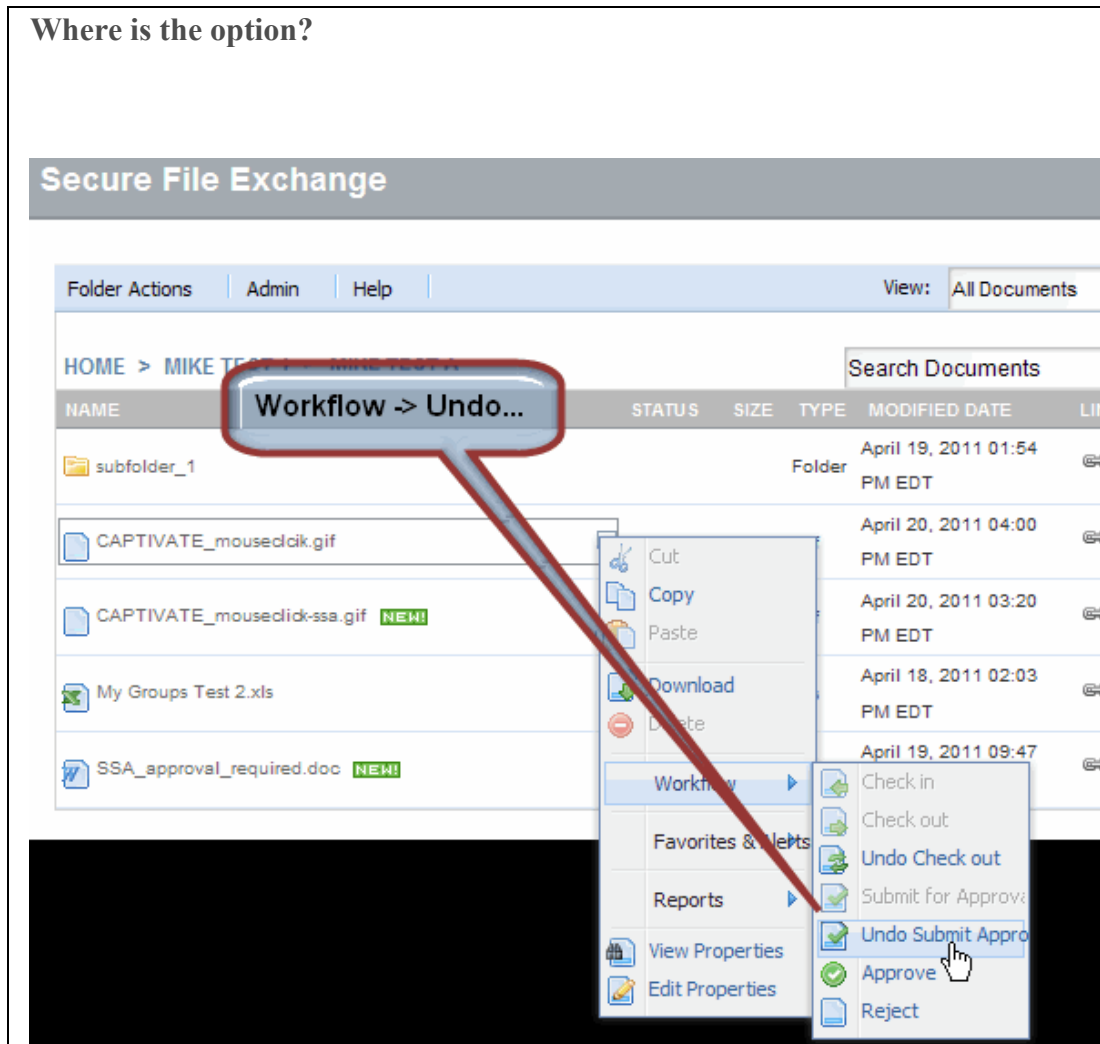 Where is the option?
Secure File Exchange
Folder Actions Admin Help View: All Documents
HOME > MIKE TEST
Workflow -> Undo...
Search Documents
NAME STATUS SIZE TYPE MODIFIED DATE
subfolder_1 Folder April 19, 2011 01:54
PM EDT
CAPTIVATE_mouseclcik.gif April 20, 2011 04:00
PM EDT
CAPTIVATE_mouseclick-ssa.gif NEW! April 20, 2011 03:20
PM EDT
My Groups Test 2.xls April 18, 2011 02:03
PM EDT
SSA_approval_required.doc NEW! April 19, 2011 09:47
Cut
Copy
Paste
Download
Delete
Workflow
Favorites & Alerts
Reports
View Properties
Edit Properties
Check in
Check out
Undo Check out
Submit for Approva
Undo Submit Appro
Approve
Reject